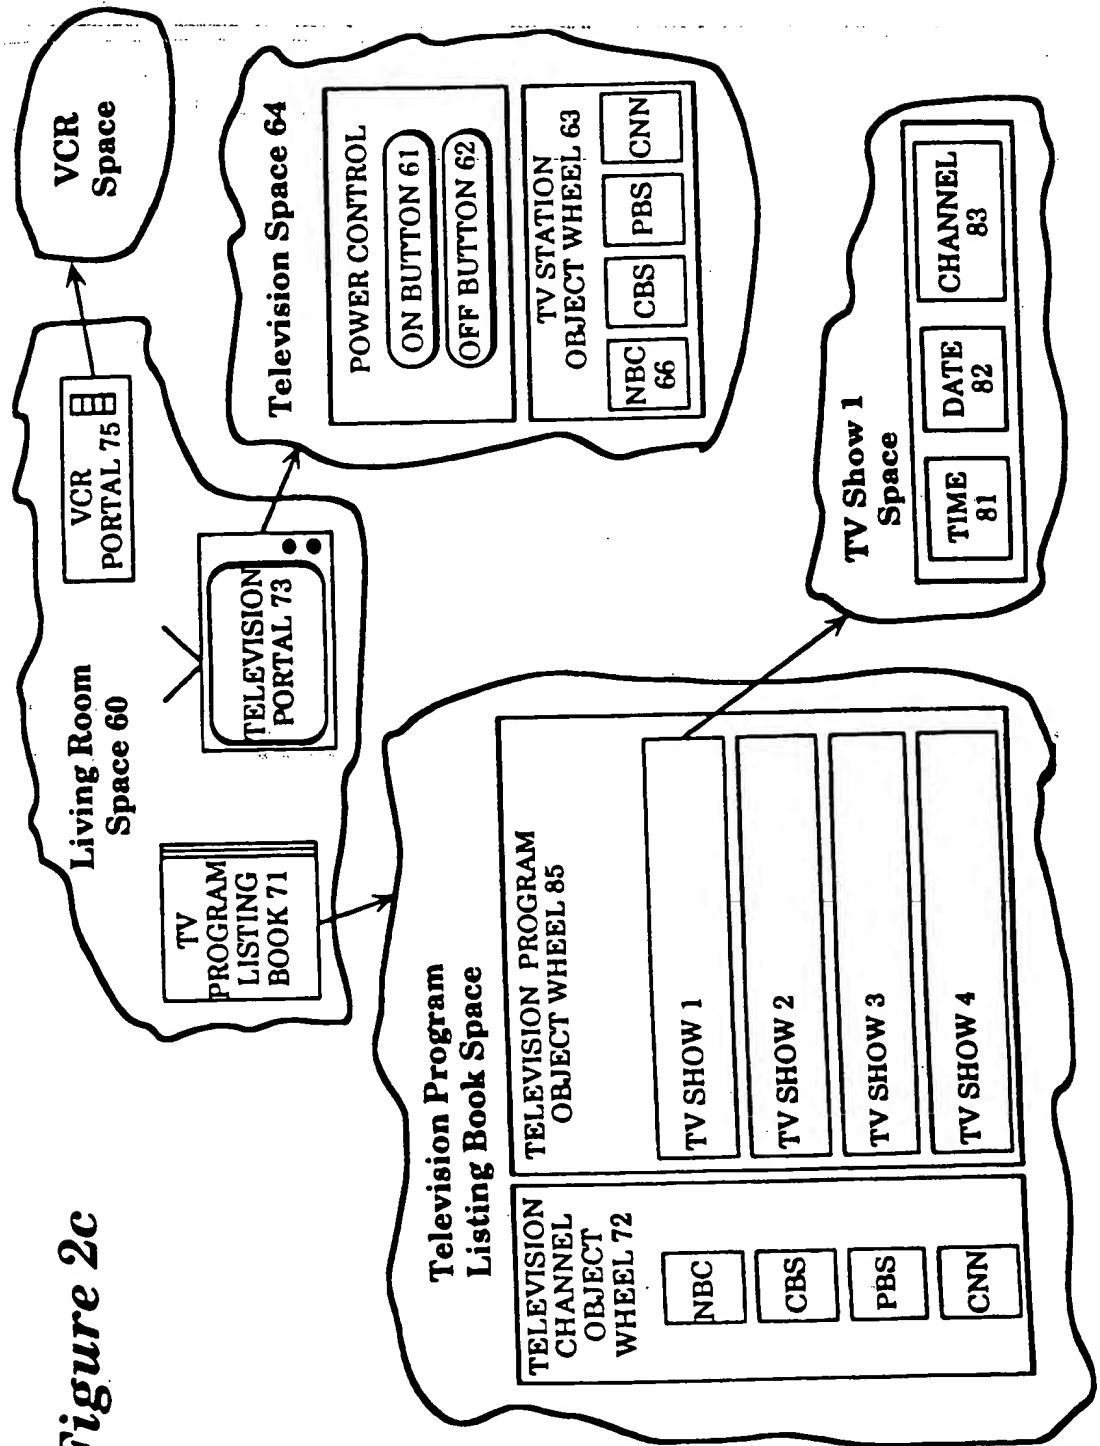 Figure 2c
Living Room
Space 60
TV
PROGRAM
LISTING
BOOK 71
TELEVISION
PORTAL 73
VCR
PORTAL 75
VCR
Space
Television Space 64
POWER CONTROL
ON BUTTON 61
OFF BUTTON 62
TV STATION
OBJECT WHEEL 63
NBC
66
CBS
PBS
CNN
Television Program
Listing Book Space
TELEVISION
CHANNEL
OBJECT
WHEEL 72
NBC
CBS
PBS
CNN
TELEVISION PROGRAM
OBJECT WHEEL 85
TV SHOW 1
TV SHOW 2
TV SHOW 3
TV SHOW 4
TV Show 1
Space
TIME
81
DATE
82
CHANNEL
83